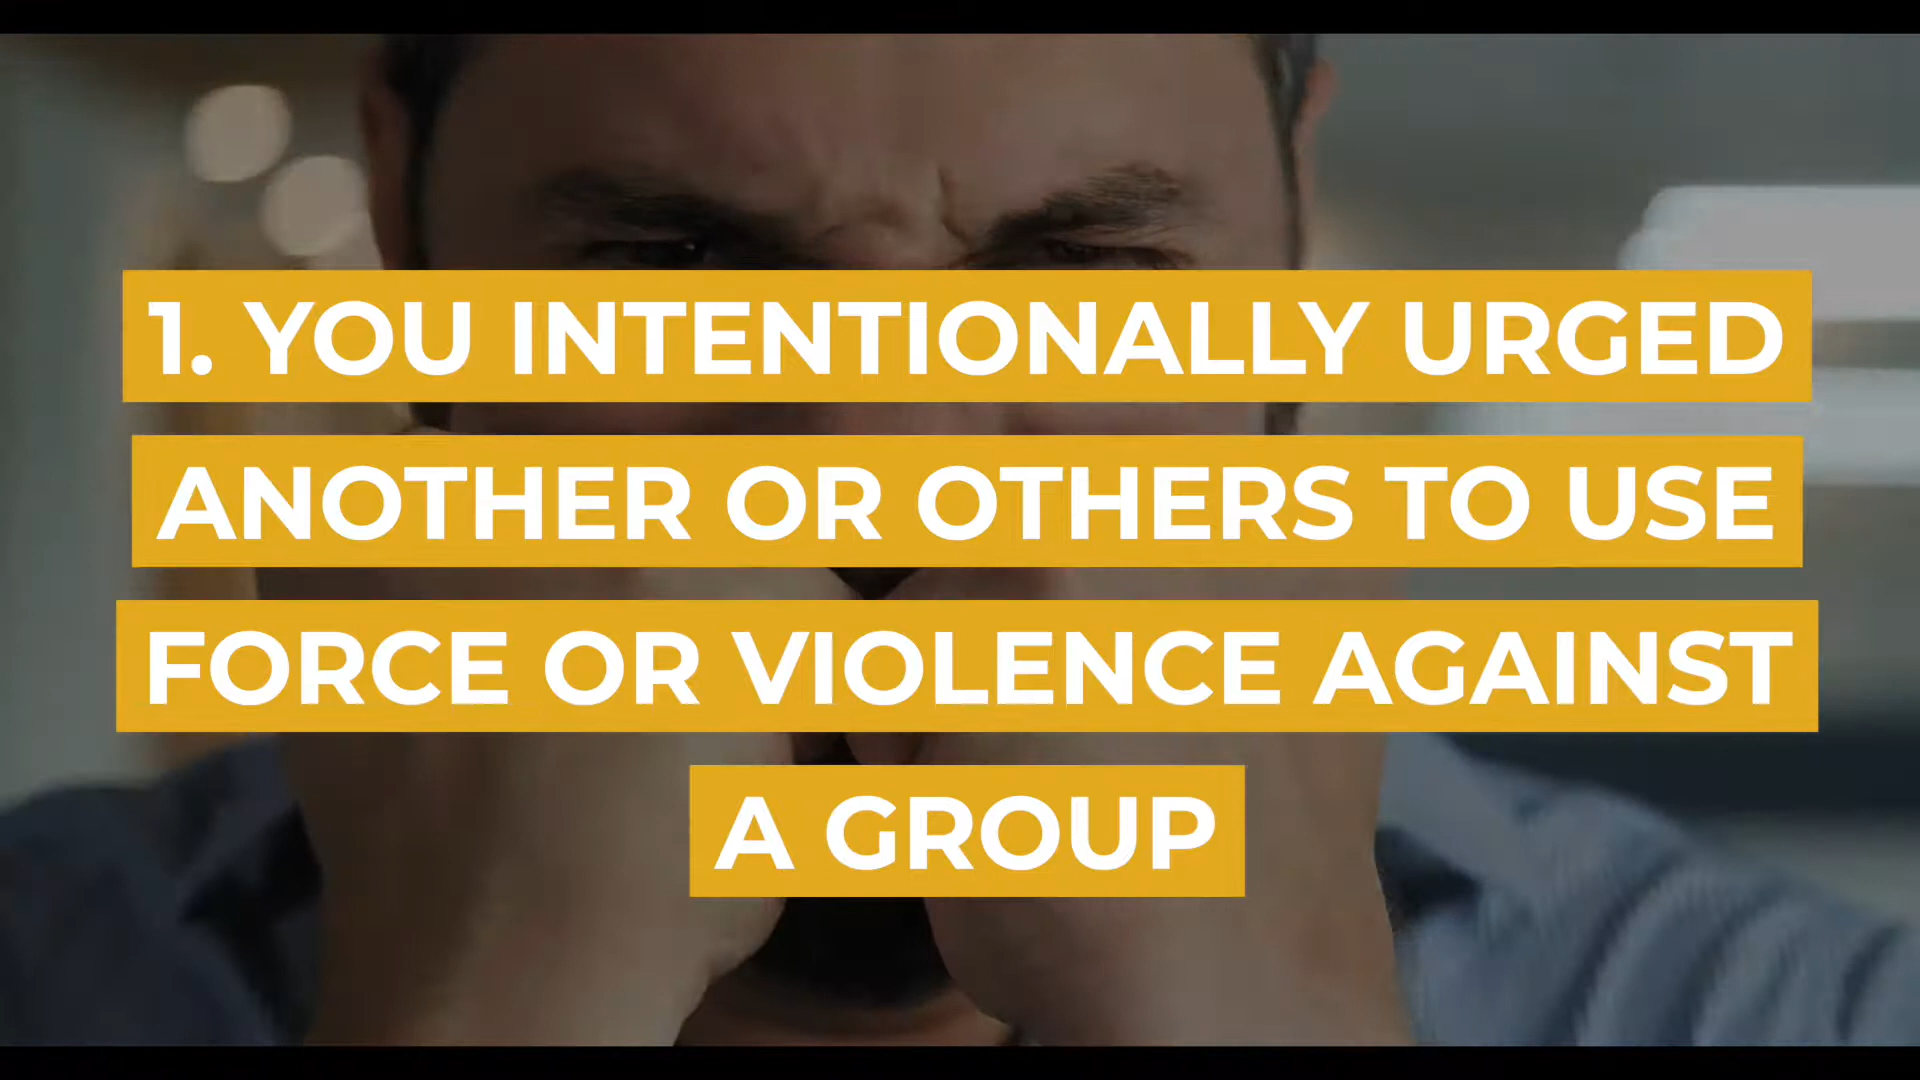 1. YOU INTENTIONALLY URGED
ANOTHER OR OTHERS TO USE
FORCE OR VIOLENCE AGAINST
A GROUP